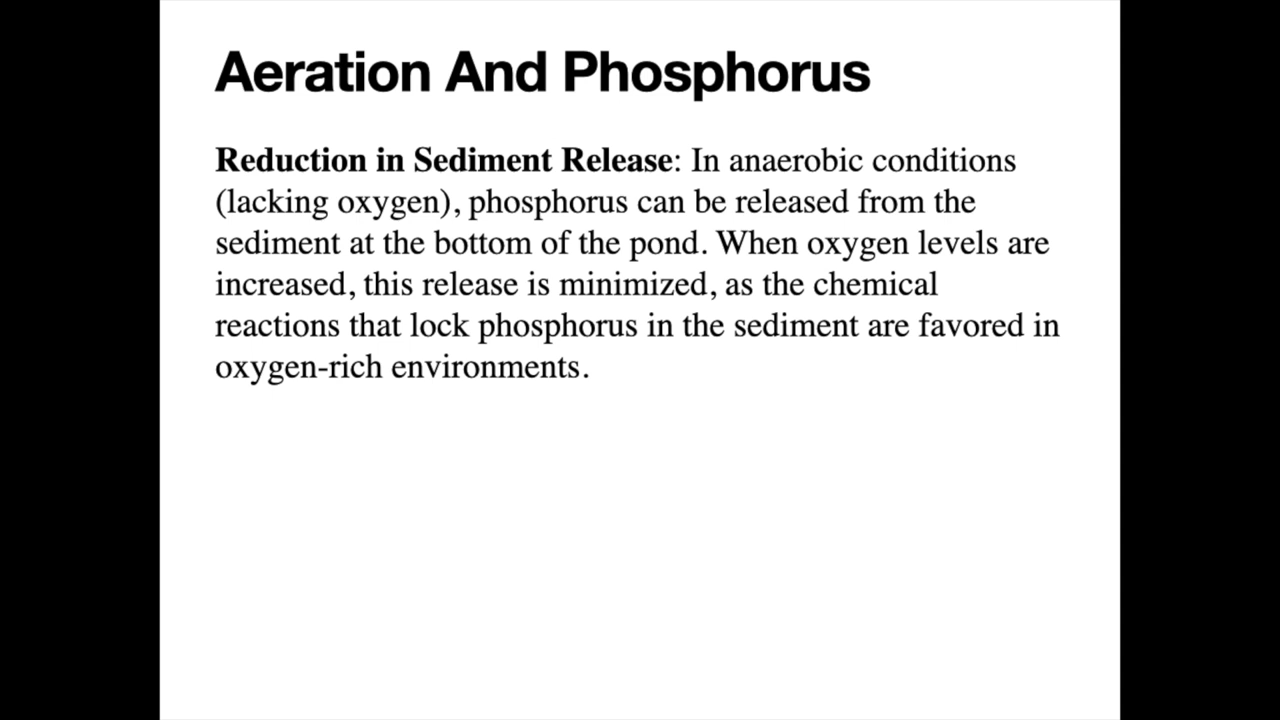 Aeration And Phosphorus
Reduction in Sediment Release: In anaerobic conditions
(lacking oxygen), phosphorus can be released from the
sediment at the bottom of the pond. When oxygen levels are
increased, this release is minimized, as the chemical
reactions that lock phosphorus in the sediment are favored in
oxygen-rich environments.